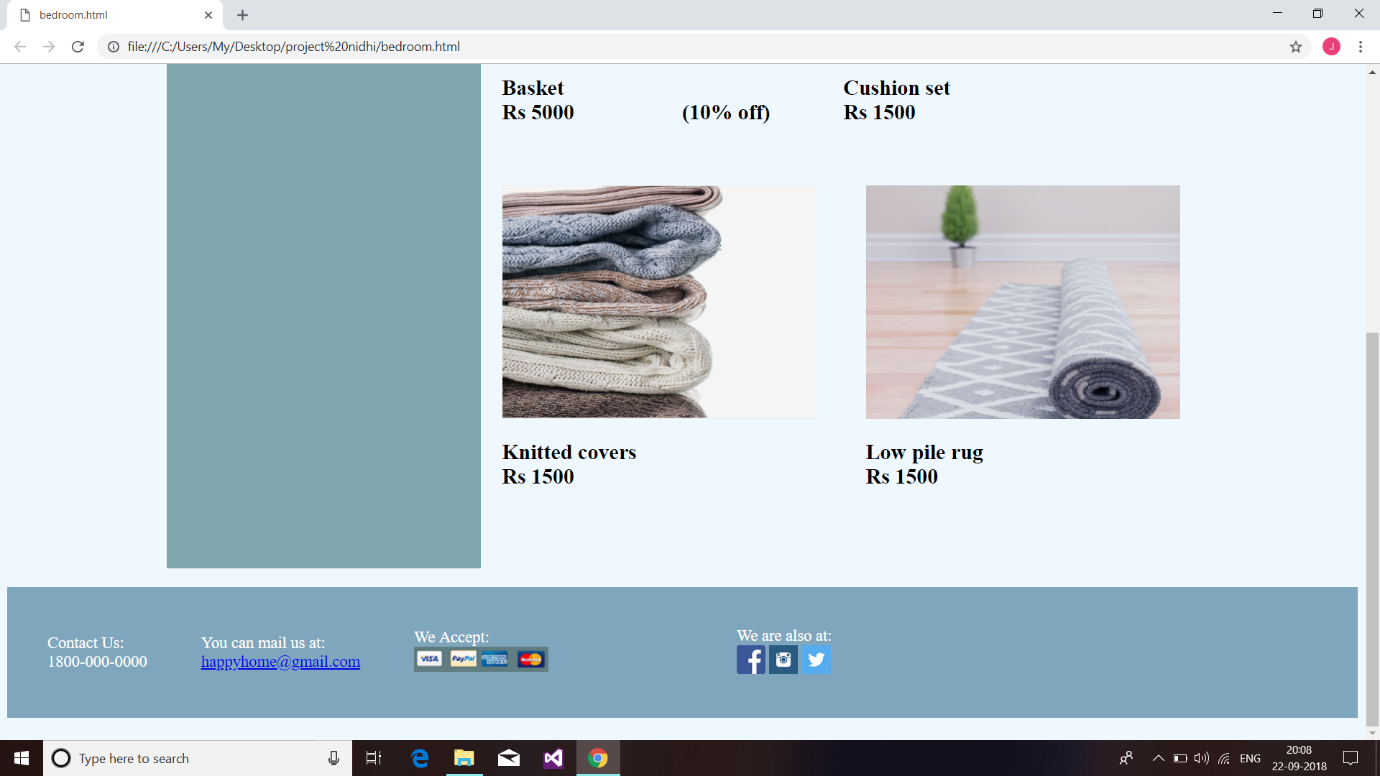 bedroom.html
file:///C:/Users/My/Desktop/project%20nidhi/bedroom.html
J
Basket
Rs 5000 (10% off)
Cushion set
Rs 1500
Knitted covers
Rs 1500
Low pile rug
Rs 1500
Contact Us:
1800-000-0000
You can mail us at:
happyhome@gmail.com
We Accept:
VISA PayPal
We are also at:
Type here to search
ENG
20:08
22-09-2018